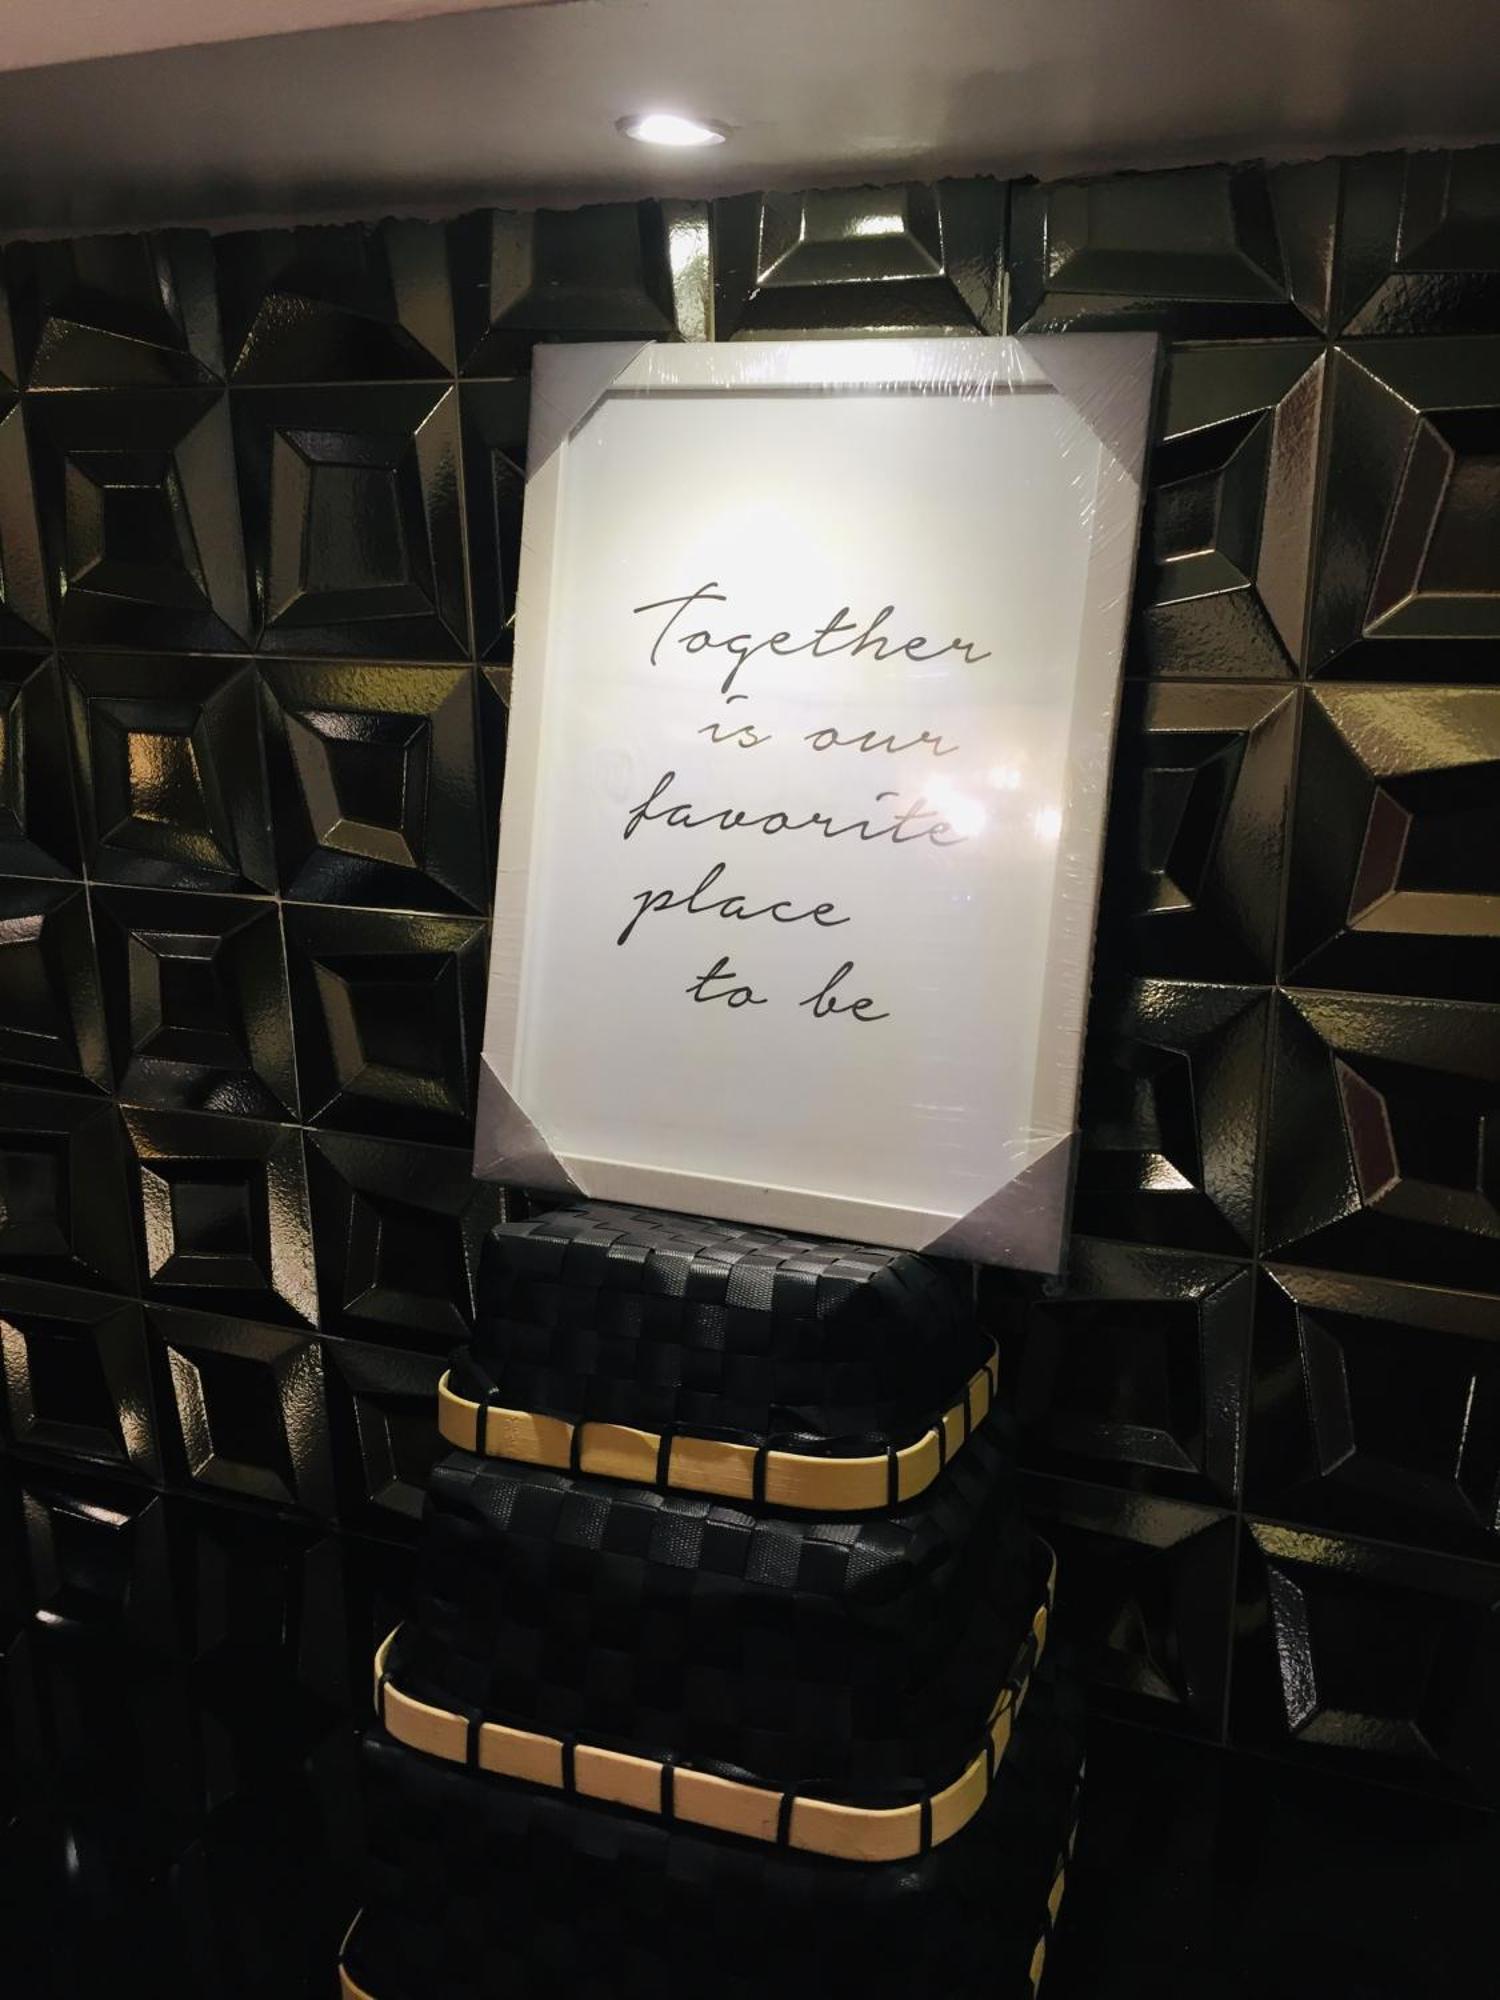 Together
is our
favorite
place
to be